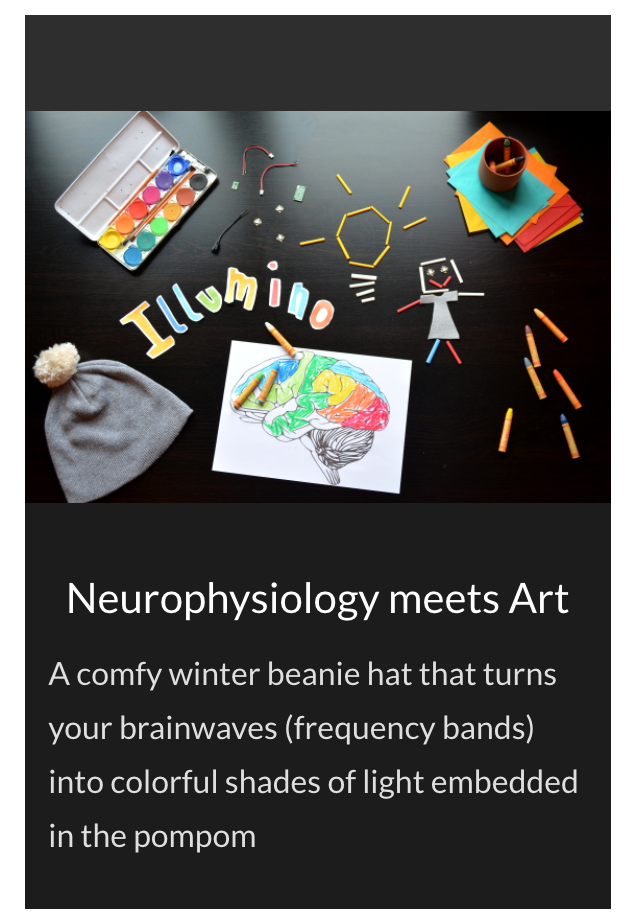 Illumino
Neurophysiology meets Art
A comfy winter beanie hat that turns
your brainwaves (frequency bands)
into colorful shades of light embedded
in the pompom